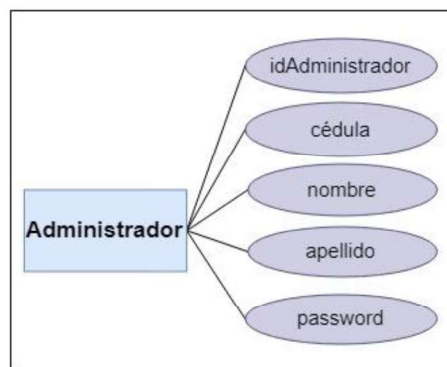 idAdministrador
cédula
nombre
Administrador
apellido
password